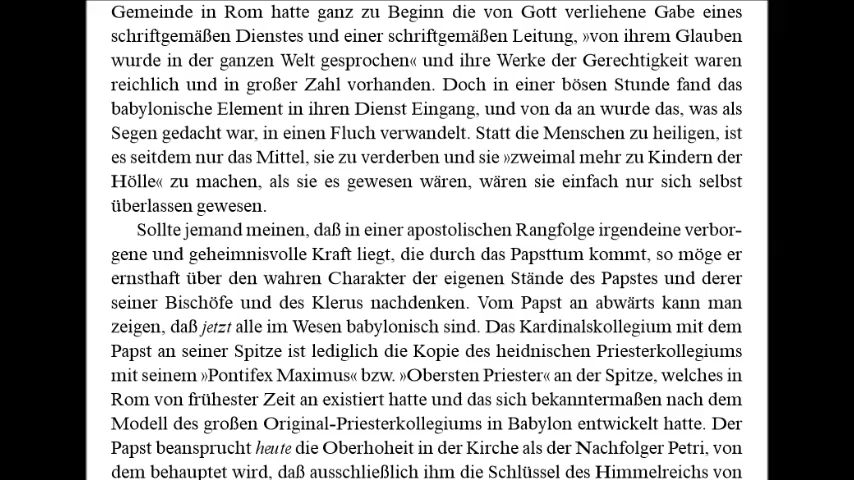 Gemeinde in Rom hatte ganz zu Beginn die von Gott verliehene Gabe eines
schriftgemäßen Dienstes und einer schriftgemäßen Leitung, »von ihrem Glauben
wurde in der ganzen Welt gesprochen« und ihre Werke der Gerechtigkeit waren
reichlich und in großer Zahl vorhanden. Doch in einer bösen Stunde fand das
babylonische Element in ihren Dienst Eingang, und von da an wurde das, was als
Segen gedacht war, in einen Fluch verwandelt. Statt die Menschen zu heiligen, ist
es seitdem nur das Mittel, sie zu verderben und sie »zweimal mehr zu Kindern der
Hölle« zu machen, als sie es gewesen wären, wären sie einfach nur sich selbst
überlassen gewesen.
Sollte jemand meinen, daß in einer apostolischen Rangfolge irgendeine verbor-
gene und geheimnisvolle Kraft liegt, die durch das Papsttum kommt, so möge er
ernsthaft über den wahren Charakter der eigenen Stände des Papstes und derer
seiner Bischöfe und des Klerus nachdenken. Vom Papst an abwärts kann man
zeigen, daß jetzt alle im Wesen babylonisch sind. Das Kardinalskollegium mit dem
Papst an seiner Spitze ist lediglich die Kopie des heidnischen Priesterkollegiums
mit seinem »Pontifex Maximus« bzw. »Obersten Priester« an der Spitze, welches in
Rom von frühester Zeit an existiert hatte und das sich bekanntermaßen nach dem
Modell des großen Original-Priesterkollegiums in Babylon entwickelt hatte. Der
Papst beansprucht heute die Oberhoheit in der Kirche als der Nachfolger Petri, von
dem behauptet wird, daß ausschließlich ihm die Schlüssel des Himmelreichs von